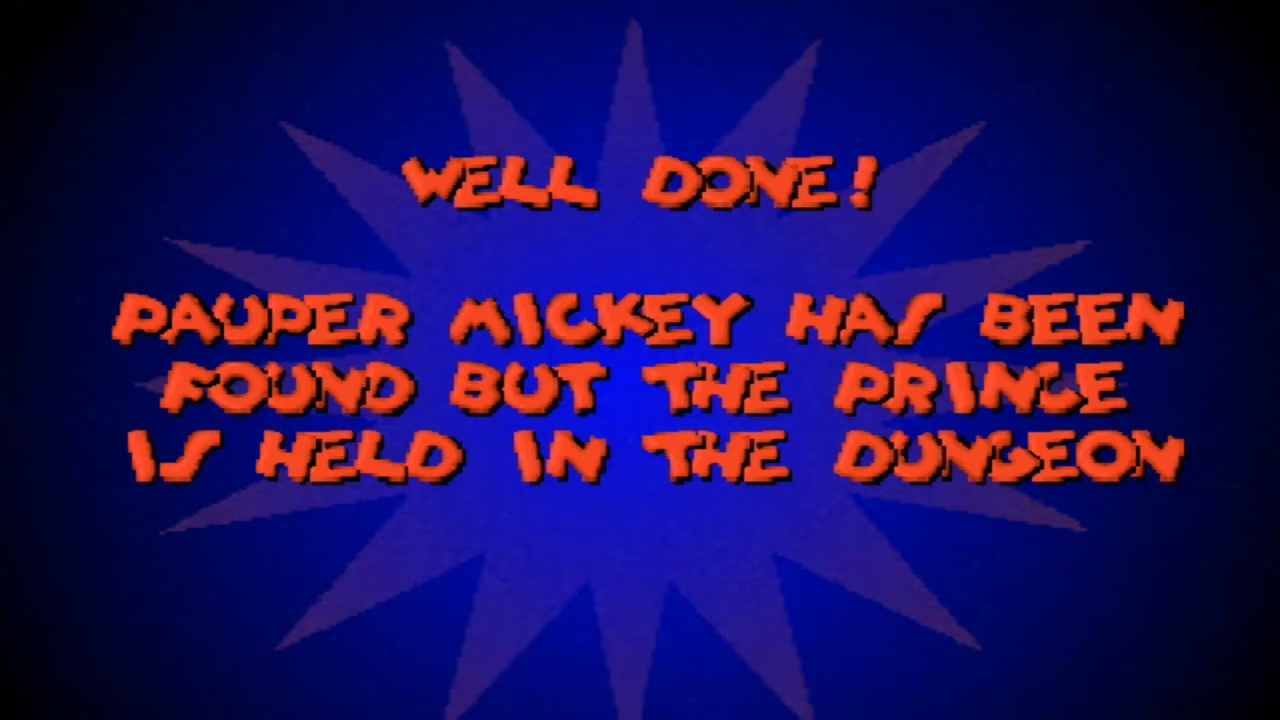 WELL DONE!
PAUPER MICKEY HAS BEEN
FOUND BUT THE PRINCE
IS HELD IN THE DUNGEON